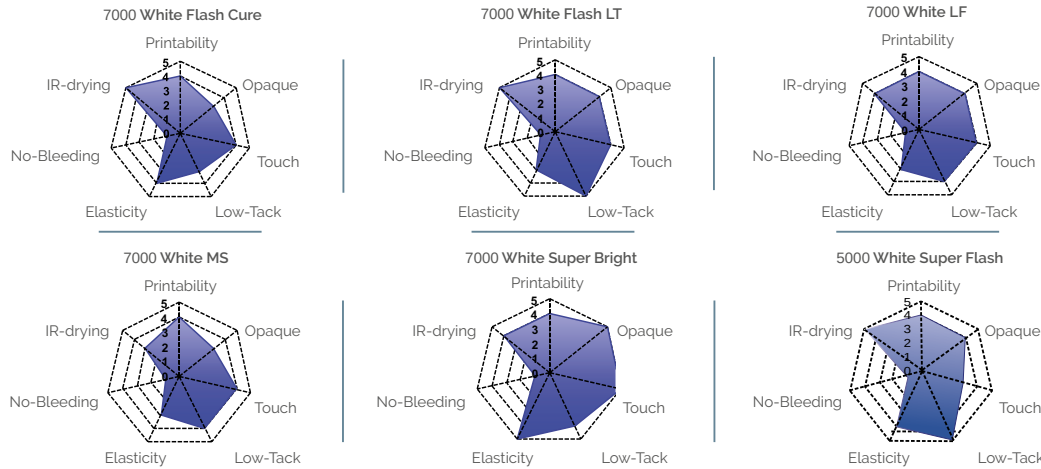 7000 White Flash Cure
Printability
5
4
3
2
1
0
IR-drying
Opaque
No-Bleeding
Touch
Elasticity
Low-Tack
7000 White Flash LT
Printability
5
4
3
2
1
0
IR-drying
Opaque
No-Bleeding
Touch
Elasticity
Low-Tack
7000 White LF
Printability
5
4
3
2
1
0
IR-drying
Opaque
No-Bleeding
Touch
Elasticity
Low-Tack
7000 White MS
Printability
5
4
3
2
1
0
IR-drying
Opaque
No-Bleeding
Touch
Elasticity
Low-Tack
7000 White Super Bright
Printability
5
4
3
2
1
0
IR-drying
Opaque
No-Bleeding
Touch
Elasticity
Low-Tack
5000 White Super Flash
Printability
5
4
3
2
1
0
IR-drying
Opaque
No-Bleeding
Touch
Elasticity
Low-Tack